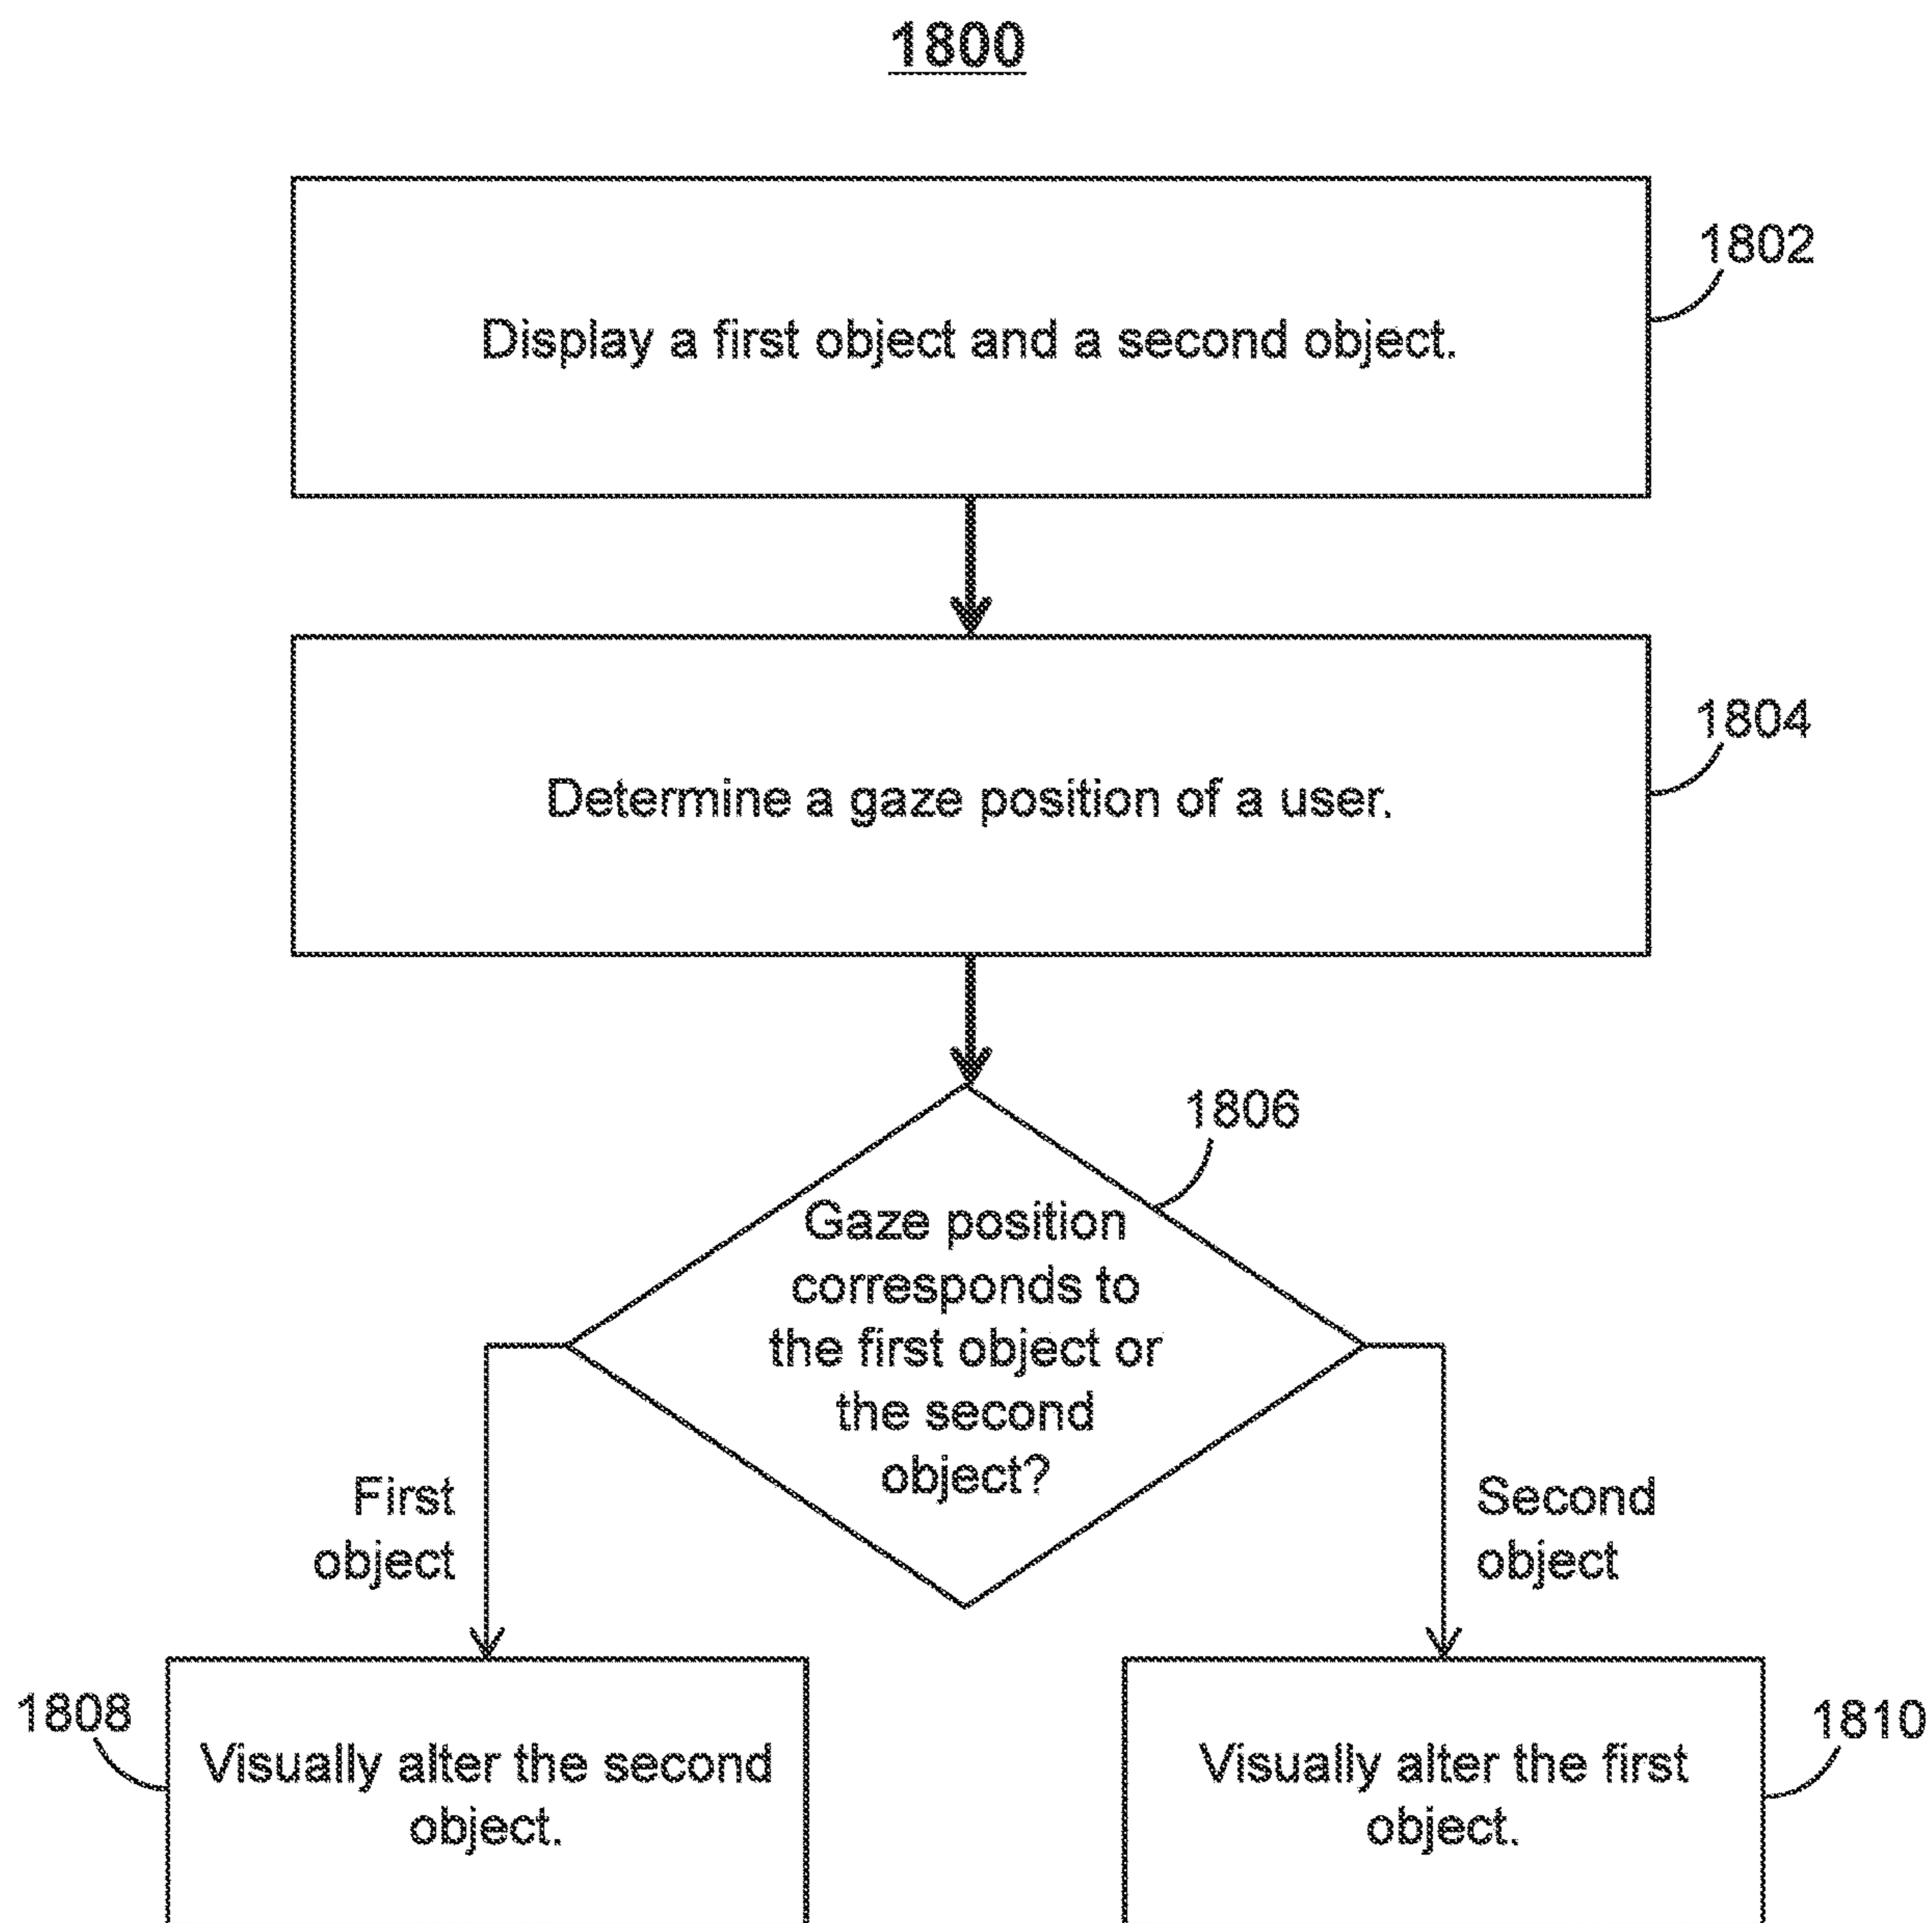 1800
Display a first object and a second object.
1802
Determine a gaze position of a user.
1804
1806
Gaze position
corresponds to
the first object or
the second
object?
First
object
Second
object
1808
Visually alter the second
object.
Visually alter the first
object.
1810